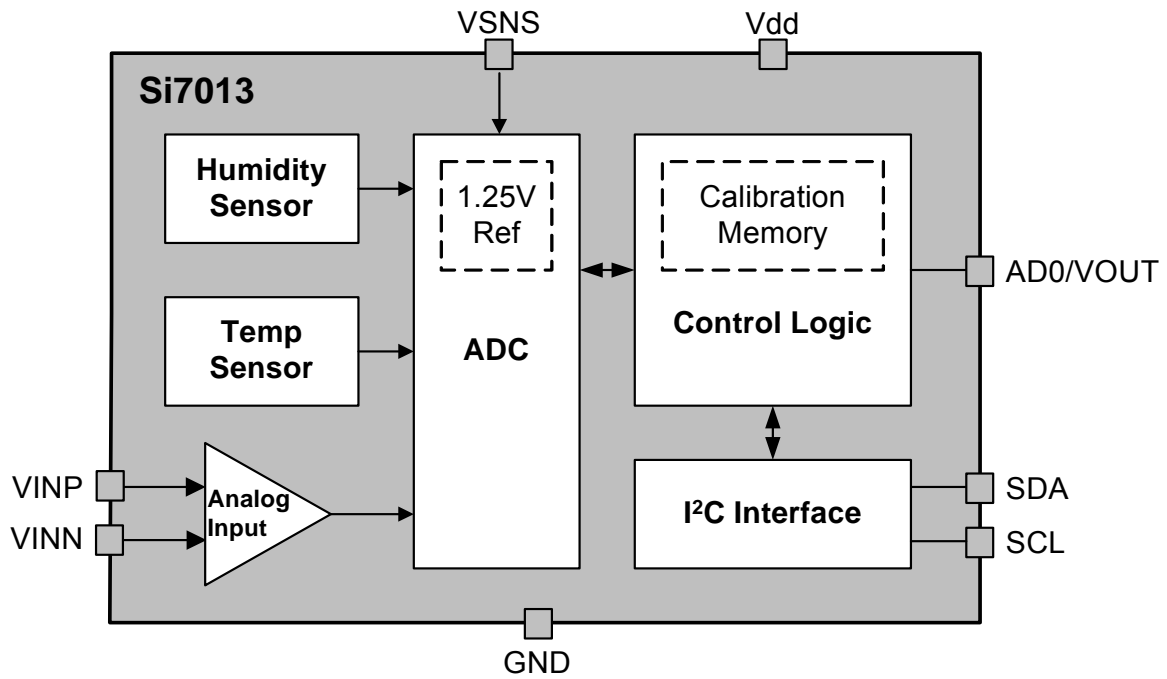 VSNS
Vdd
Si7013
Humidity
Sensor
1.25V
Ref
Calibration
Memory
AD0/VOUT
Control Logic
Temp
Sensor
ADC
VINP
VINN
Analog
Input
I²C Interface
SDA
SCL
GND